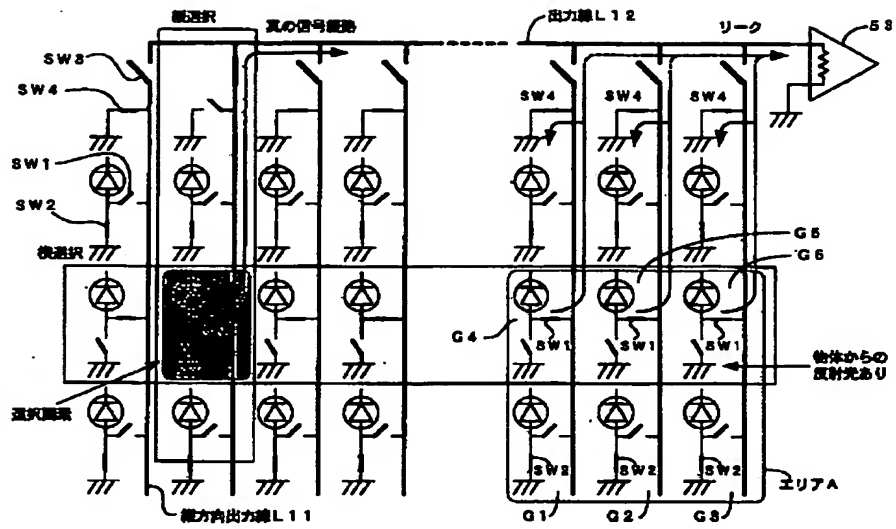 縦選択
真の信号経路
出力線L12
リーク
53
SW3
SW4
SW4
SW4
SW4
SW1
SW2
横選択
G5
G6
G4
SW1
SW1
SW1
物体からの
反射光あり
選択画素
SW2
SW2
SW2
エリアA
縦方向出力線L11
G1
G2
G3